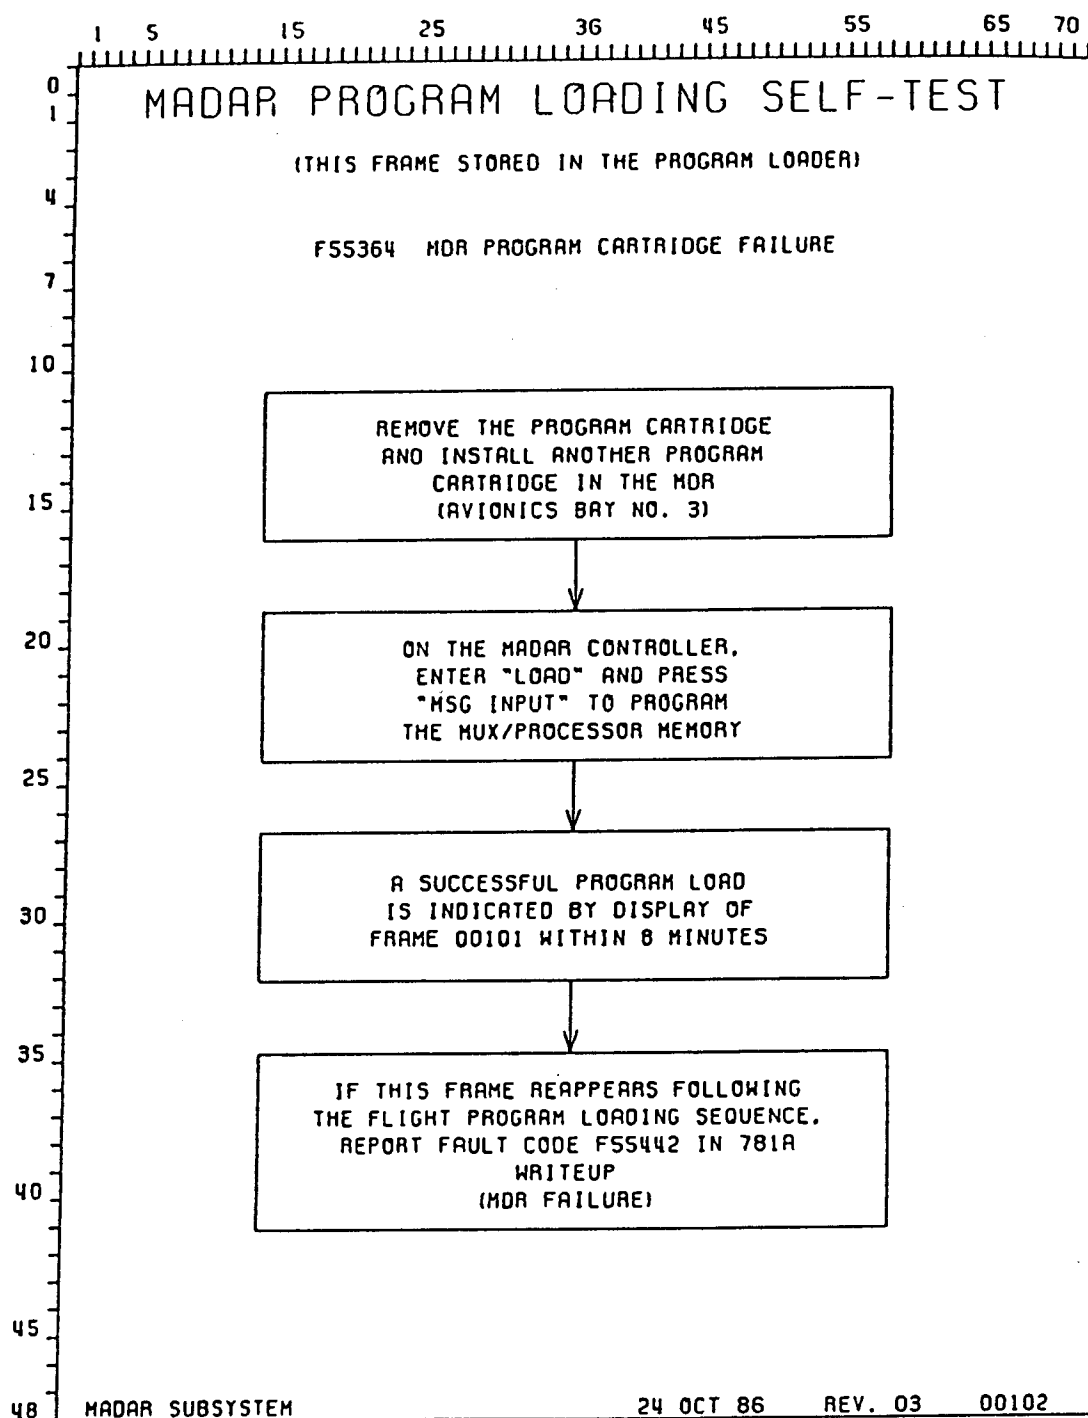 1 5 15 25 36 45 55 65 70
0
1
MADAR PROGRAM LOADING SELF-TEST
(THIS FRAME STORED IN THE PROGRAM LOADER)
4
F55364 MDR PROGRAM CARTRIDGE FAILURE
7
10
REMOVE THE PROGRAM CARTRIDGE
AND INSTALL ANOTHER PROGRAM
CARTRIDGE IN THE MDR
15
(AVIONICS BAY NO. 3)
20
ON THE MADAR CONTROLLER,
ENTER "LOAD" AND PRESS
"MSG INPUT" TO PROGRAM
THE MUX/PROCESSOR MEMORY
25
A SUCCESSFUL PROGRAM LOAD
30
IS INDICATED BY DISPLAY OF
FRAME 00101 WITHIN 8 MINUTES
35
IF THIS FRAME REAPPEARS FOLLOWING
THE FLIGHT PROGRAM LOADING SEQUENCE,
REPORT FAULT CODE F55442 IN 781A
WRITEUP
40
(MDR FAILURE)
45
48
MADAR SUBSYSTEM 24 OCT 86 REV. 03 00102